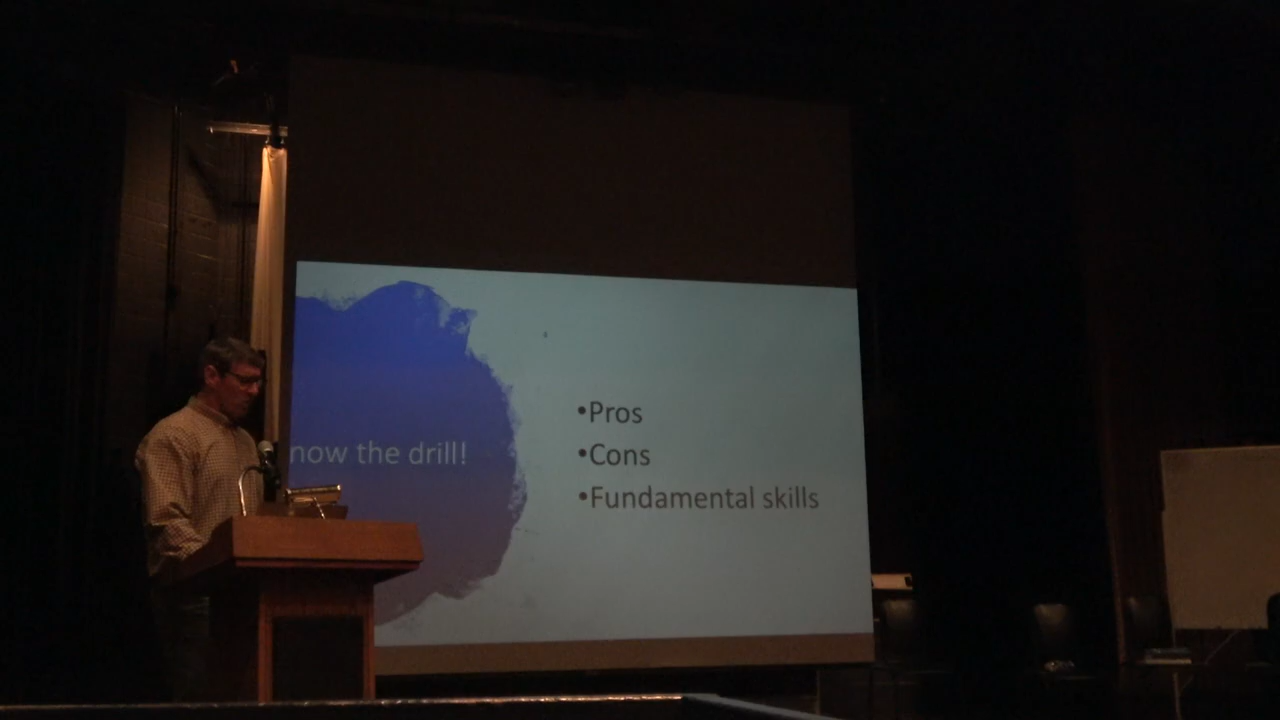 now the drill!
•Pros
•Cons
•Fundamental skills